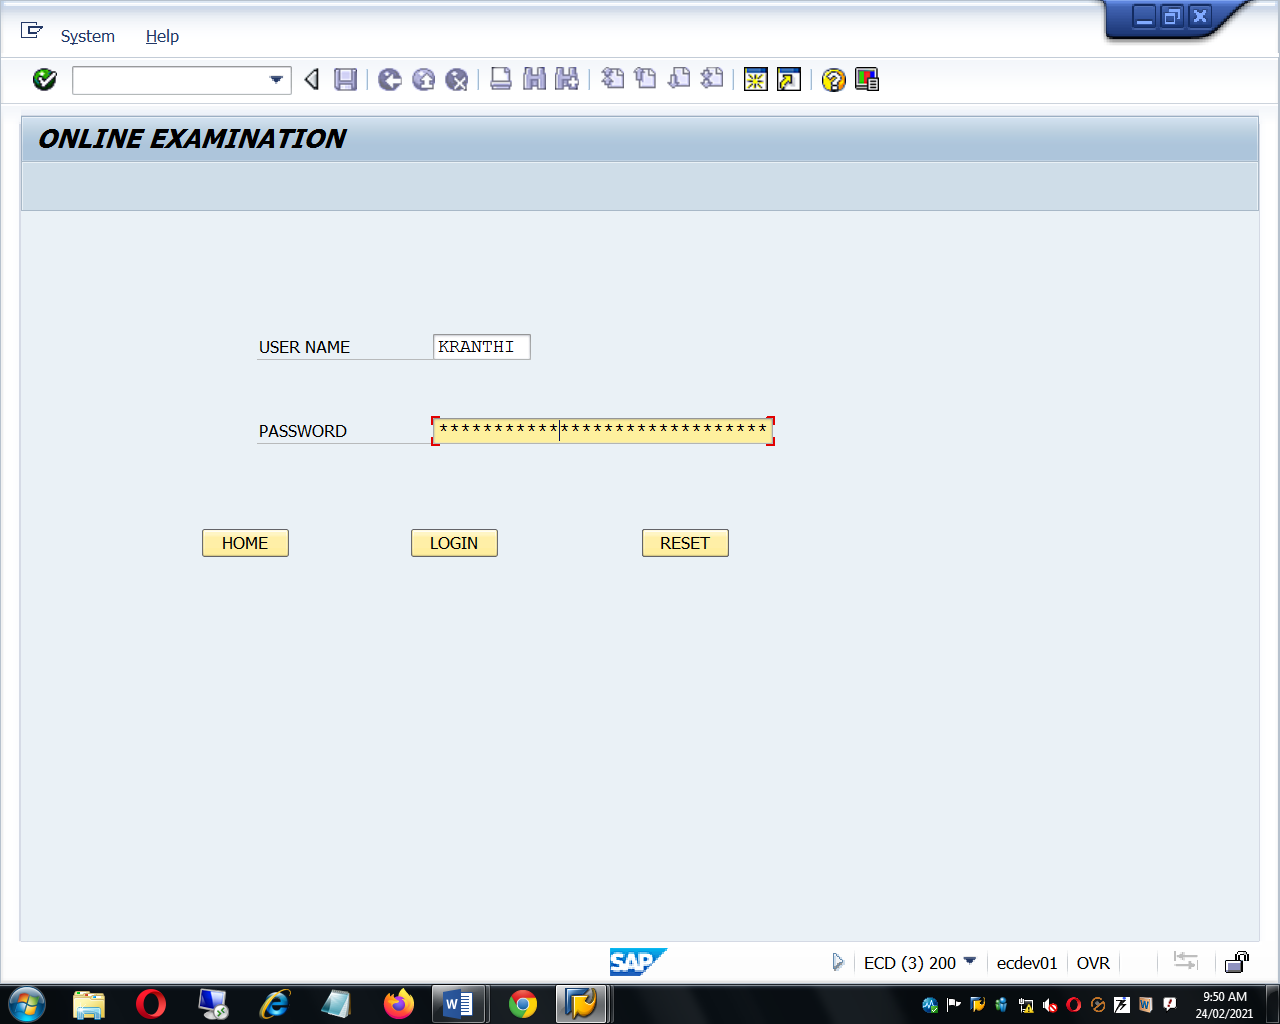 System Help
ONLINE EXAMINATION
USER NAME KRANTHI
PASSWORD ******************************
HOME LOGIN RESET
SAP ECD (3) 200 ecdev01 OVR
9:50 AM
24/02/2021